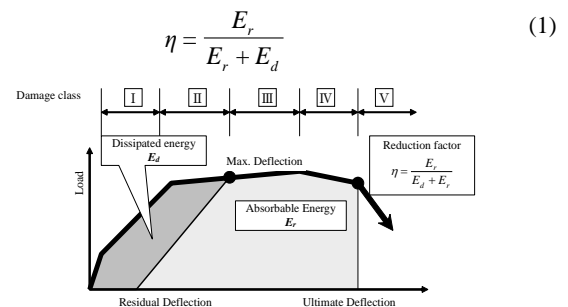 η = E_r / (E_r + E_d) (1)
Damage class I II III IV V
Dissipated energy
E_d
Max. Deflection
Reduction factor
η = E_r / (E_d + E_r)
Load
Absorbable Energy
E_r
Residual Deflection Ultimate Deflection